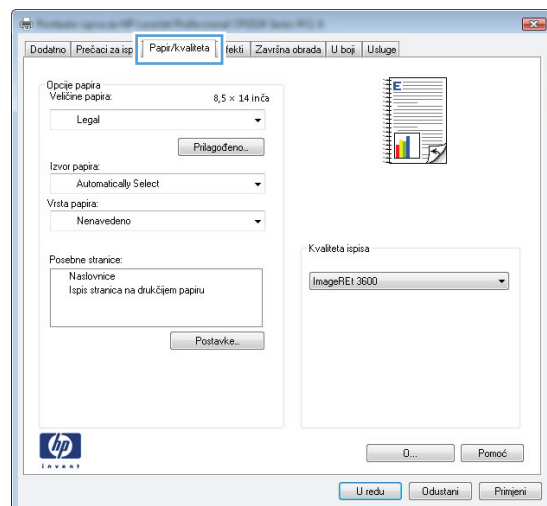 Dodatno Prečaci za isp Papir/kvaliteta fekti Završna obrada U boji Usluge
Opcije papira
Veličine papira: 8,5 × 14 inča
Legal
Prilagođeno...
Izvor papira:
Automatically Select
Vrsta papira:
Nenavedeno
Posebne stranice:
Naslovnice
Ispis stranica na drukčijem papiru
Postavke...
E
Kvaliteta ispisa
ImageREt 3600
hp
invent
O... Pomoć
U redu Odustani Primjeni